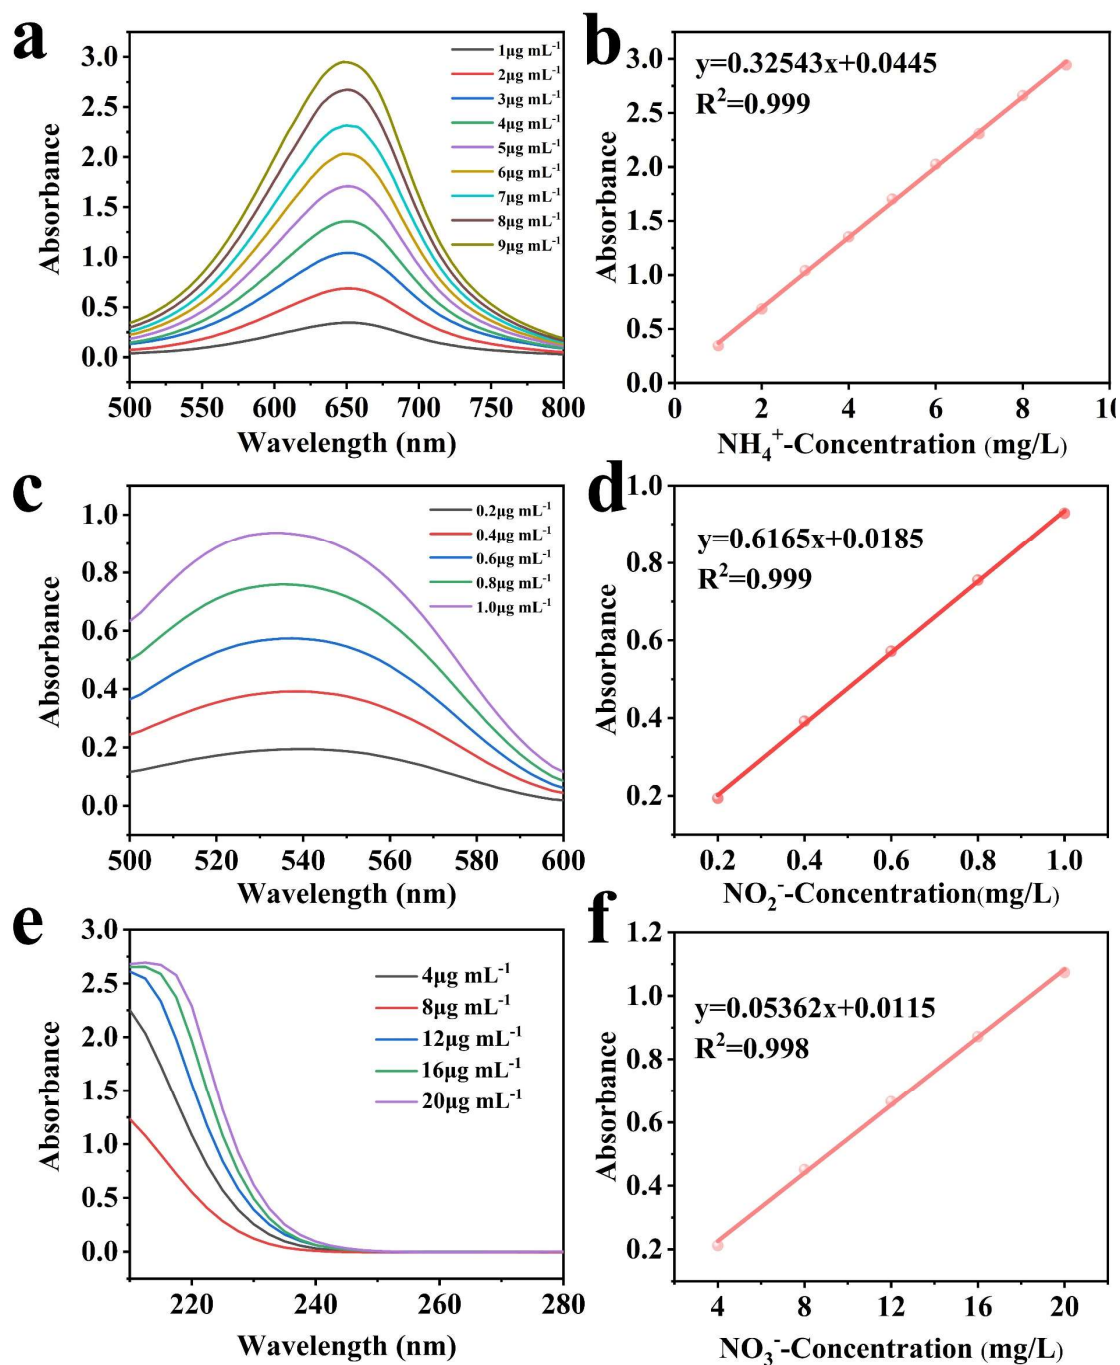 a
3.0
2.5
2.0
1.5
1.0
0.5
0.0
Absorbance
1μg mL⁻¹
2μg mL⁻¹
3μg mL⁻¹
4μg mL⁻¹
5μg mL⁻¹
6μg mL⁻¹
7μg mL⁻¹
8μg mL⁻¹
9μg mL⁻¹
500 550 600 650 700 750 800
Wavelength (nm)
b
y=0.32543x+0.0445
R²=0.999
3.0
2.5
2.0
1.5
1.0
0.5
0.0
Absorbance
0 2 4 6 8 10
NH₄⁺-Concentration (mg/L)
c
1.0
0.8
0.6
0.4
0.2
0.0
Absorbance
0.2μg mL⁻¹
0.4μg mL⁻¹
0.6μg mL⁻¹
0.8μg mL⁻¹
1.0μg mL⁻¹
500 520 540 560 580 600
Wavelength (nm)
d
y=0.6165x+0.0185
R²=0.999
1.0
0.8
0.6
0.4
0.2
Absorbance
0.2 0.4 0.6 0.8 1.0
NO₂⁻-Concentration(mg/L)
e
3.0
2.5
2.0
1.5
1.0
0.5
0.0
Absorbance
4μg mL⁻¹
8μg mL⁻¹
12μg mL⁻¹
16μg mL⁻¹
20μg mL⁻¹
220 240 260 280
Wavelength (nm)
f
y=0.05362x+0.0115
R²=0.998
1.2
1.0
0.8
0.6
0.4
0.2
Absorbance
4 8 12 16 20
NO₃⁻-Concentration (mg/L)